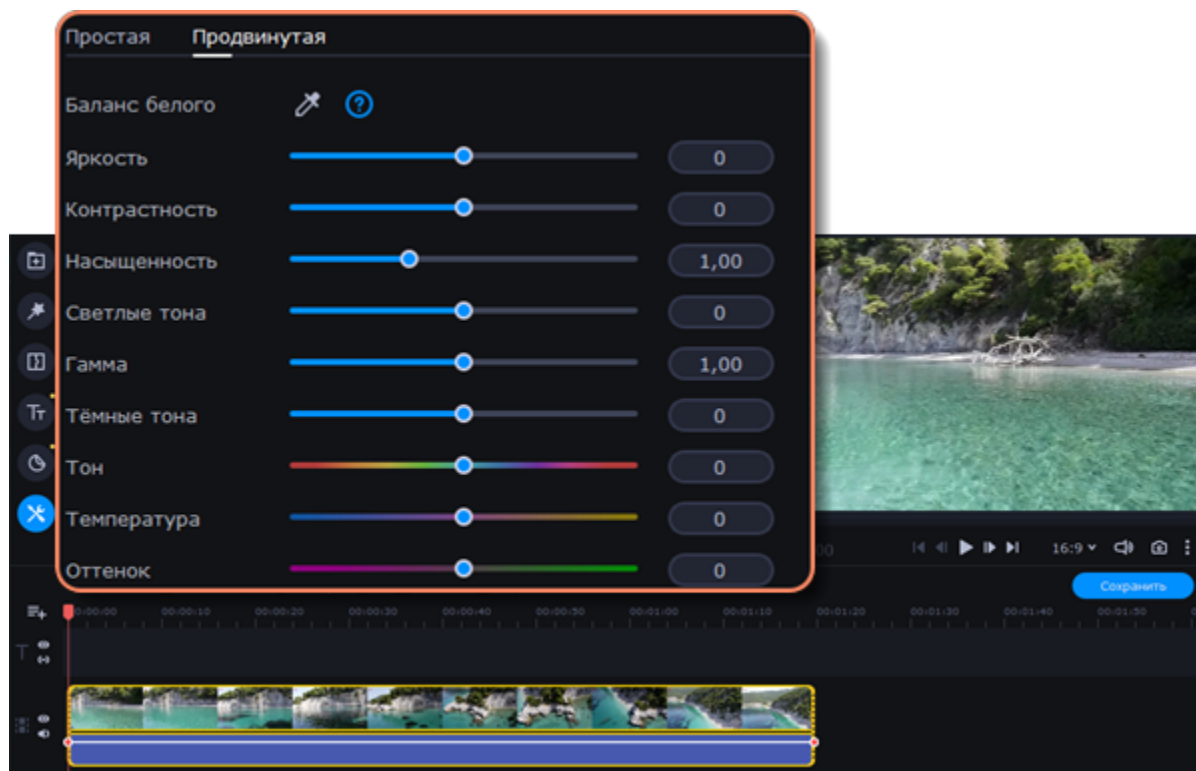 Простая Продвинутая
Баланс белого ?
Яркость 0
Контрастность 0
Насыщенность 1,00
Светлые тона 0
Гамма 1,00
Тёмные тона 0
Тон 0
Температура 0
Оттенок 0
00
16:9
Сохранить
0:00:00 00:00:10 00:00:20 00:00:30 00:00:40 00:00:50 00:01:00 00:01:10 00:01:20 00:01:30 00:01:40 00:01:50